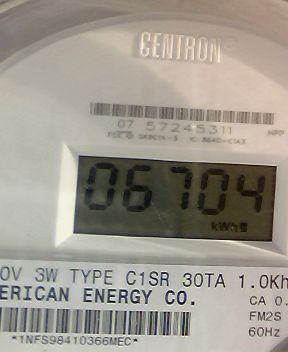 CENTRON®
07 57245311
06704
kWh
0V 3W TYPE C1SR 30TA 1.0Kh
ERICAN ENERGY CO.
CA 0.
FM2S
60Hz
*1NFS98410366MEC*